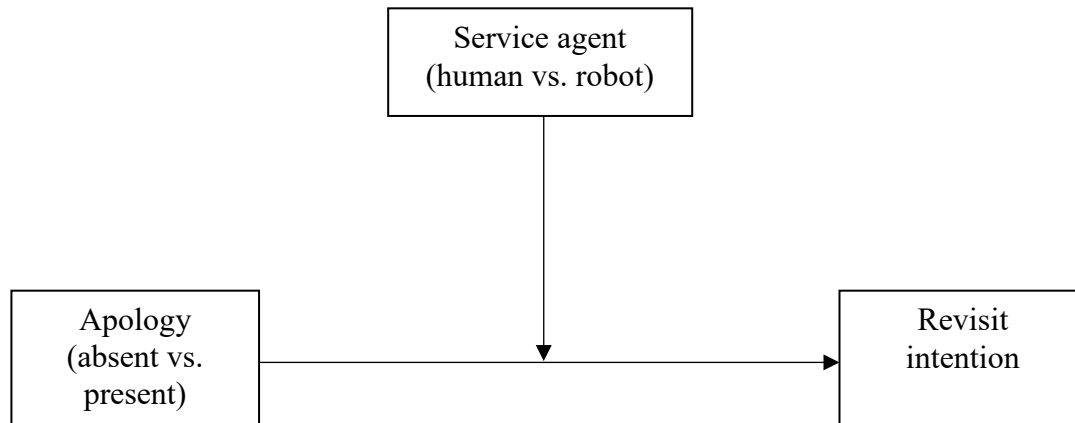 Service agent
(human vs. robot)
Apology
(absent vs.
present)
Revisit
intention